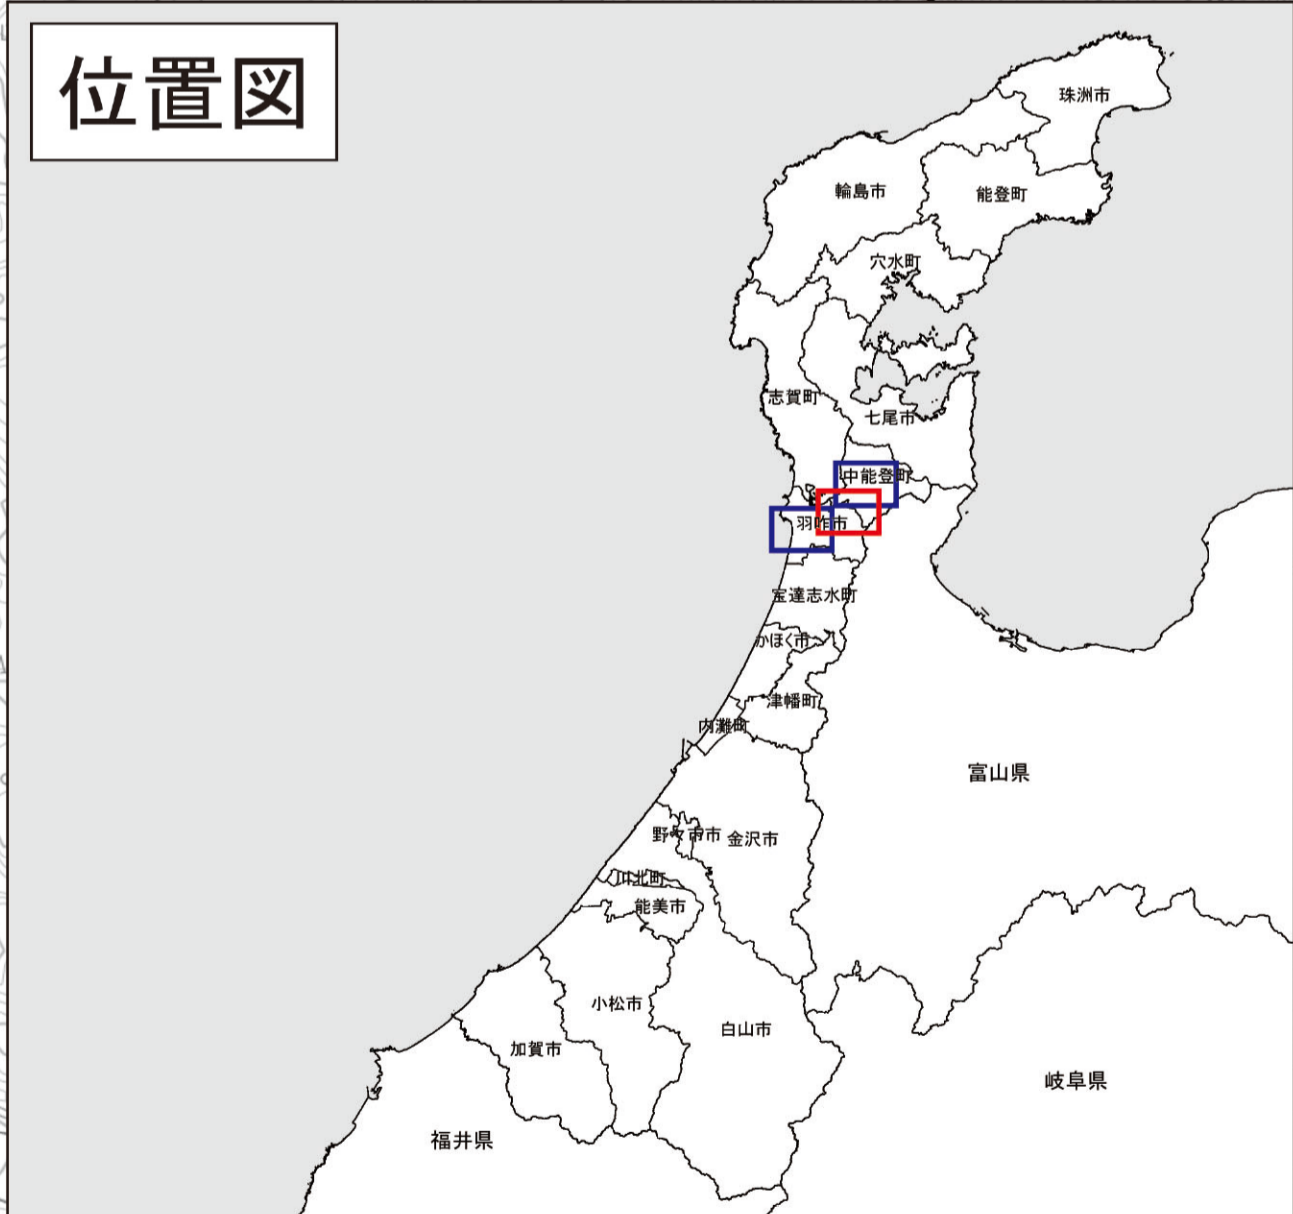 位置図
珠洲市
輪島市
能登町
穴水町
志賀町
七尾市
中能登町
羽咋市
宝達志水町
かほく市
津幡町
内灘町
富山県
野々市市
金沢市
川北町
能美市
小松市
白山市
加賀市
岐阜県
福井県